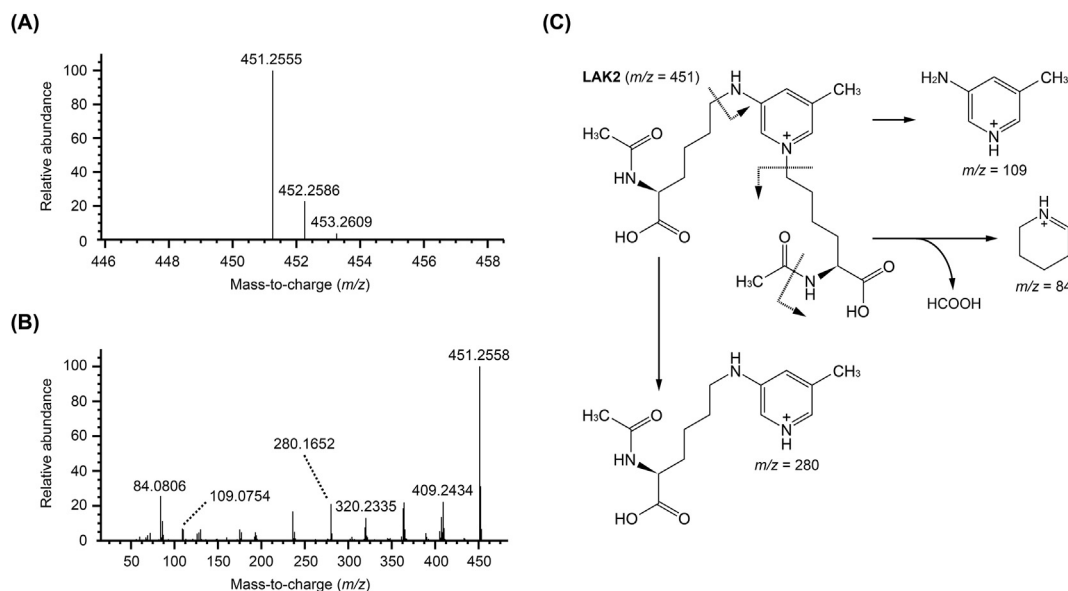 (A)
Relative abundance
100
80
60
40
20
0
451.2555
452.2586
453.2609
446 448 450 452 454 456 458
Mass-to-charge (m/z)
(B)
Relative abundance
100
80
60
40
20
0
451.2558
280.1652
84.0806
109.0754
320.2335
409.2434
50 100 150 200 250 300 350 400 450
Mass-to-charge (m/z)
(C)
LAK2 (m/z = 451)
H
N
CH3
H3C
O
HN
HO
O
N
+
O
H3C
N
H
O
HO
H2N
CH3
+
N
H
m/z = 109
H
N
+
m/z = 84
HCOOH
H
N
CH3
H3C
O
HN
HO
O
+
N
H
m/z = 280